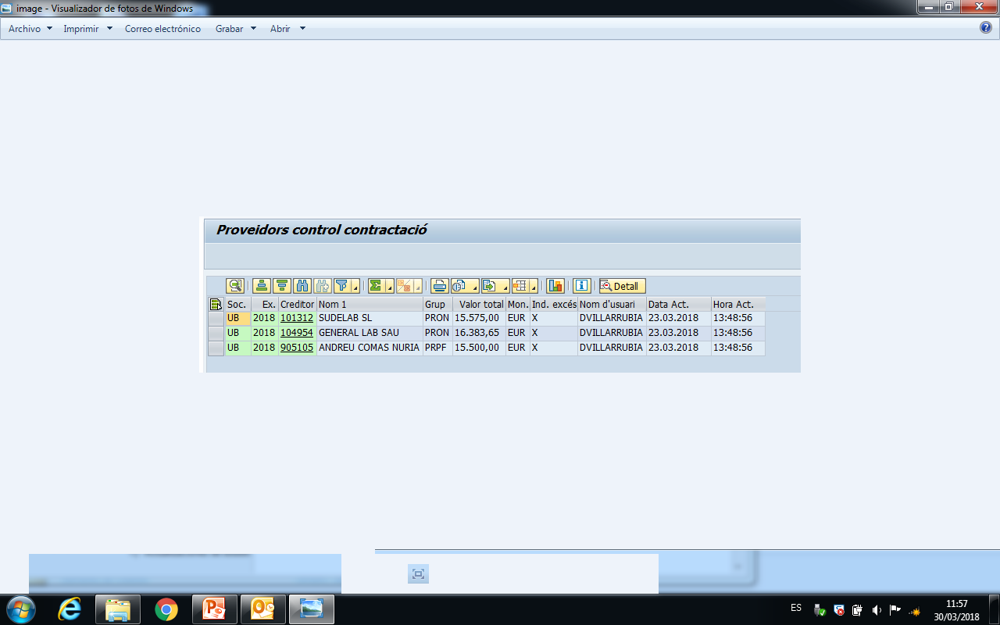 image - Visualizador de fotos de Windows
Archivo Imprimir Correo electrónico Grabar Abrir
Proveidors control contractació
Detall
Soc. Ex. Creditor Nom 1 Grup Valor total Mon. Ind. excés Nom d'usuari Data Act. Hora Act.
UB 2018 101312 SUDELAB SL PRON 15.575,00 EUR X DVILLARRUBIA 23.03.2018 13:48:56
UB 2018 104954 GENERAL LAB SAU PRON 16.383,65 EUR X DVILLARRUBIA 23.03.2018 13:48:56
UB 2018 905105 ANDREU COMAS NURIA PRPF 15.500,00 EUR X DVILLARRUBIA 23.03.2018 13:48:56
ES 11:57
30/03/2018